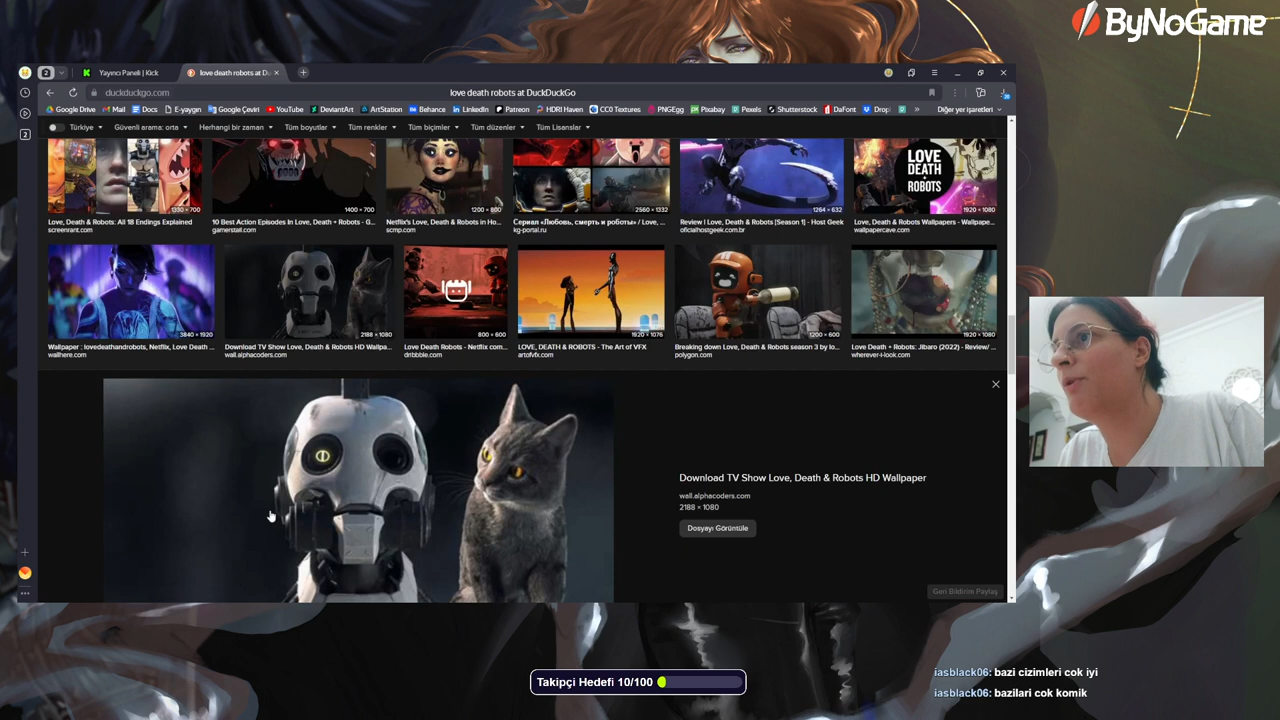 ByNoGame
2
Yayıncı Paneli | Kick
love death robots at Du
duckduckgo.com
love death robots at DuckDuckGo
Google Drive
Mail
Docs
E-yaygın
Google Çeviri
YouTube
DeviantArt
ArtStation
Behance
LinkedIn
Patreon
HDRI Haven
CC0 Textures
PNGEgg
Pixabay
Pexels
Shutterstock
DaFont
Drop
Diğer yer işaretleri
Türkiye
Güvenli arama: orta
Herhangi bir zaman
Tüm boyutlar
Tüm renkler
Tüm biçimler
Tüm düzenler
Tüm Lisanslar
LOVE
DEATH
+
ROBOTS
1330 × 700
1400 × 700
1200 × 800
2560 × 1332
1264 × 632
1920 × 1080
Love, Death & Robots: All 18 Endings Explained
screenrant.com
10 Best Action Episodes In Love, Death + Robots - G...
gamerstail.com
Netflix's Love, Death & Robots in Ho...
scmp.com
Сериал «Любовь, смерть и роботы» / Love, ...
kg-portal.ru
Review I Love, Death & Robots [Season 1] - Host Geek
oficialhostgeek.com.br
Love, Death & Robots Wallpapers - Wallpape...
wallpapercave.com
3840 × 1920
2188 × 1080
800 × 600
1920 × 1076
1200 × 600
1920 × 1080
Wallpaper : lovedeathandrobots, Netflix, Love Death ...
wallhere.com
Download TV Show Love, Death & Robots HD Wallpa...
wall.alphacoders.com
Love Death Robots - Netflix com...
dribbble.com
LOVE, DEATH & ROBOTS - The Art of VFX
artofvfx.com
Breaking down Love, Death & Robots season 3 by lo...
polygon.com
Love Death + Robots: Jibaro (2022) - Review/ ...
wherever-i-look.com
Download TV Show Love, Death & Robots HD Wallpaper
wall.alphacoders.com
2188 × 1080
Dosyayı Görüntüle
Geri Bildirim Paylaş
Takipçi Hedefi 10/100
iasblack06: bazi cizimleri cok iyi
iasblack06: bazilari cok komik